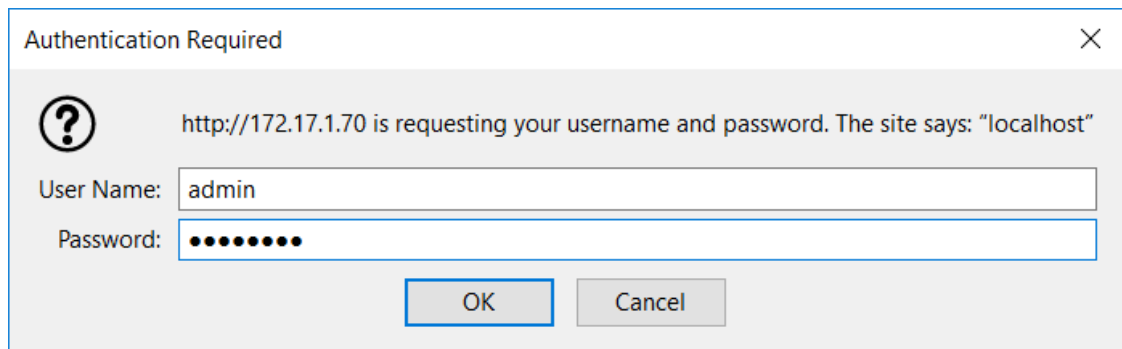 Authentication Required
http://172.17.1.70 is requesting your username and password. The site says: “localhost”
User Name: admin
Password: ●●●●●●●●
OK Cancel